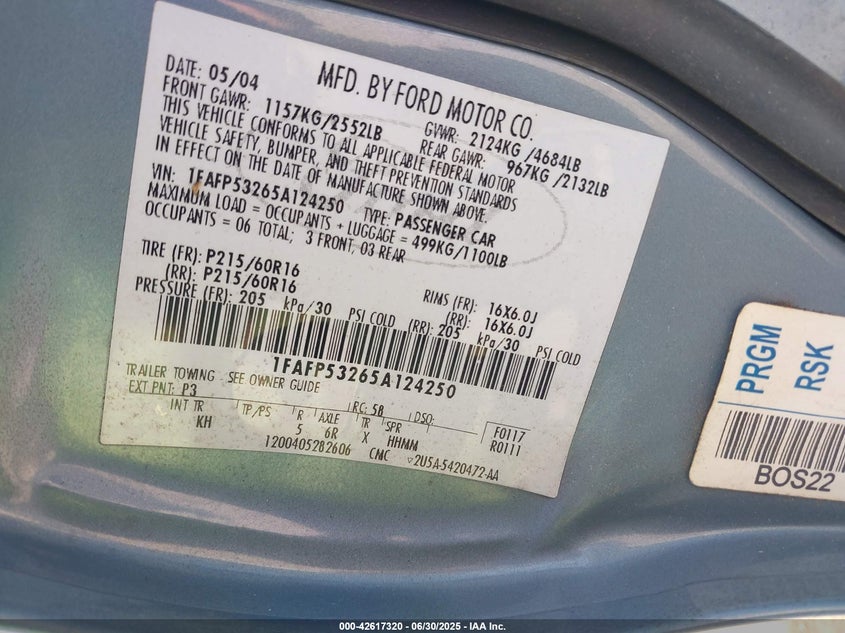 DATE: 05/04
MFD. BY FORD MOTOR CO.
FRONT GAWR: 1157KG/2552LB
GVWR: 2124KG /4684LB
REAR GAWR: 967KG /2132LB
THIS VEHICLE CONFORMS TO ALL APPLICABLE FEDERAL MOTOR
VEHICLE SAFETY, BUMPER, AND THEFT PREVENTION STANDARDS
IN EFFECT ON THE DATE OF MANUFACTURE SHOWN ABOVE.
VIN: 1FAFP53265A124250 TYPE: PASSENGER CAR
MAXIMUM LOAD = OCCUPANTS + LUGGAGE = 499KG/1100LB
OCCUPANTS = 06 TOTAL; 3 FRONT, 03 REAR
TIRE (FR): P215/60R16 RIMS (FR): 16X6.0J
(RR): P215/60R16 (RR): 16X6.0J
PRESSURE (FR): 205 kPa/30 PSI COLD (RR): 205 kPa/30 PSI COLD
1FAFP53265A124250
TRAILER TOWING - SEE OWNER GUIDE
EXT PNT: P3 RC: 58 DSO:
INT TR TP/PS R AXLE TR SPR F0117
KH 5 6R X HHMM R0111
1200405282606 CMC ▽2U5A-5420472-AA
PRGM
RSK
BOS22
000-42617320 - 06/30/2025 - IAA Inc.